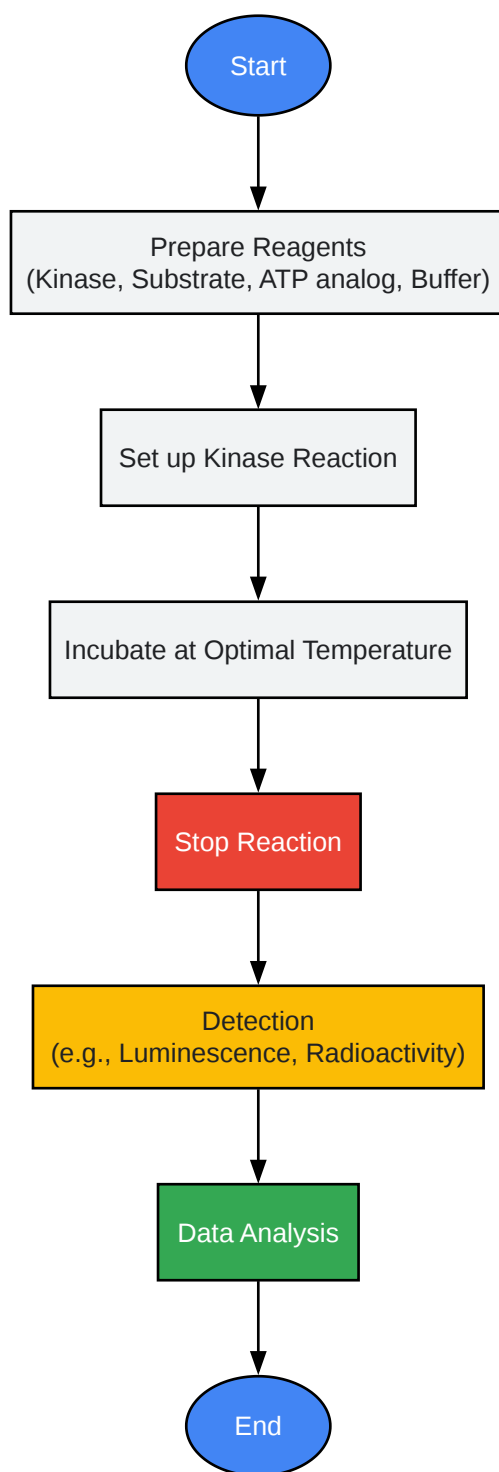 Start
Prepare Reagents
(Kinase, Substrate, ATP analog, Buffer)
Set up Kinase Reaction
Incubate at Optimal Temperature
Stop Reaction
Detection
(e.g., Luminescence, Radioactivity)
Data Analysis
End